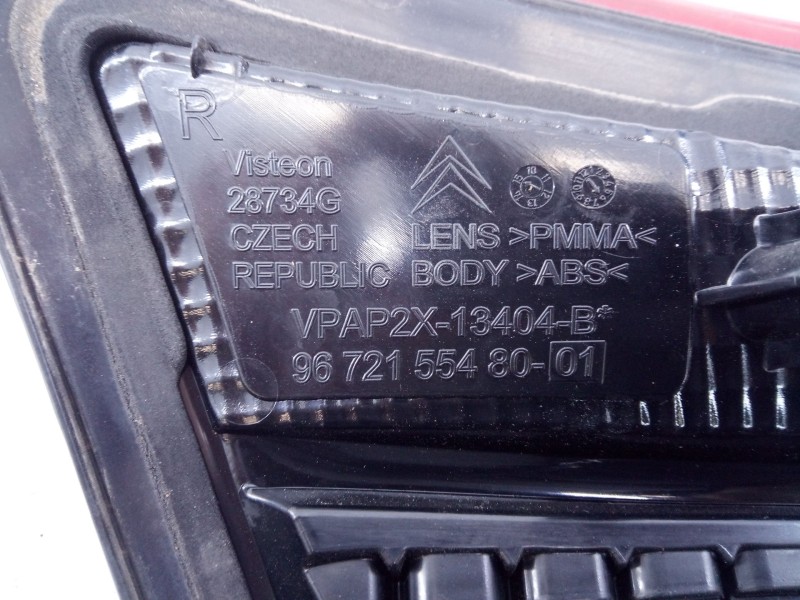 R
Visteon
28734G
CZECH LENS >PMMA<
REPUBLIC BODY >ABS<
VPAP2X-13404-B*
96 721 554 80-01